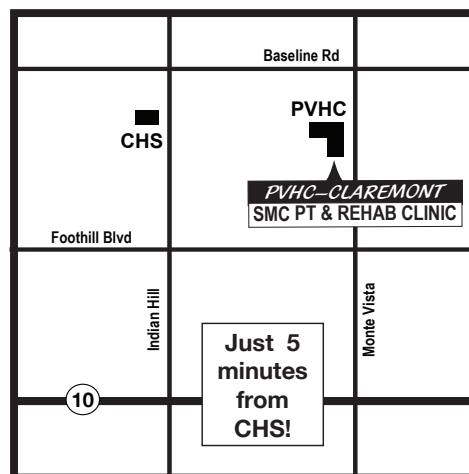 Baseline Rd
PVHC
CHS
PVHC–CLAREMONT
SMC PT & REHAB CLINIC
Foothill Blvd
Indian Hill
Monte Vista
Just 5
minutes
from
CHS!
10